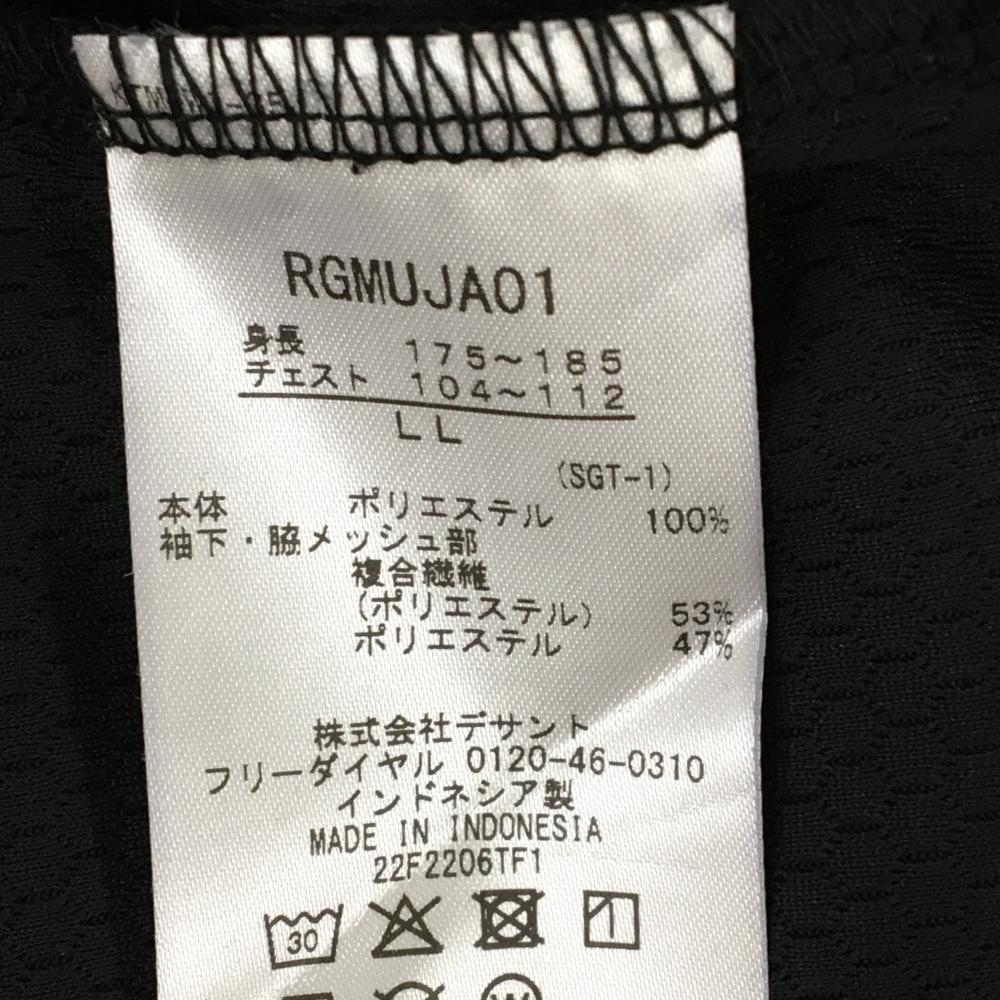 RGMUJA01
身長 175～185
チェスト 104～112
LL
(SGT-1)
本体 ポリエステル 100%
袖下・脇メッシュ部
複合繊維
(ポリエステル) 53%
ポリエステル 47%
株式会社デサント
フリーダイヤル 0120-46-0310
インドネシア製
MADE IN INDONESIA
22F2206TF1
30
W